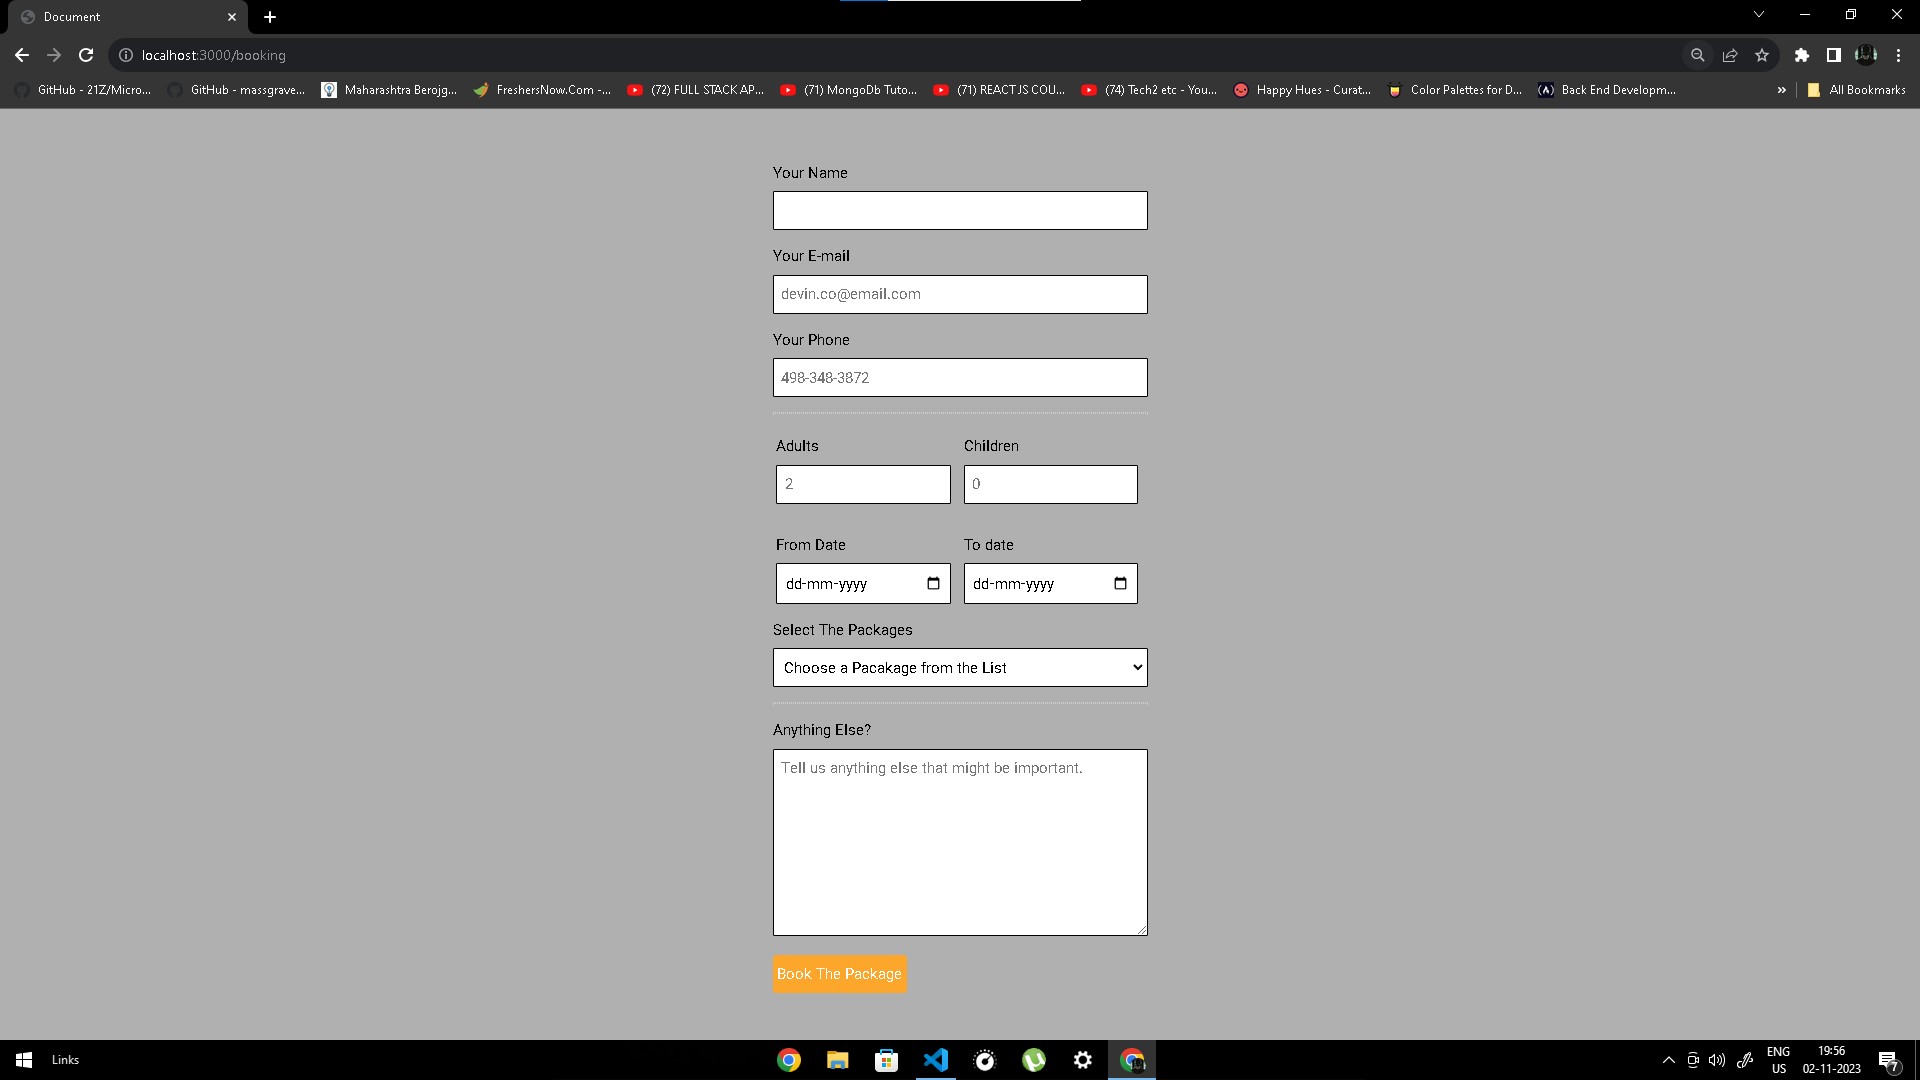 Document
localhost:3000/booking
GitHub - 21Z/Micro... GitHub - massgrave... Maharashtra Berojg... FreshersNow.Com -... (72) FULL STACK AP... (71) MongoDb Tuto... (71) REACT JS COU... (74) Tech2 etc - You... Happy Hues - Curat... Color Palettes for D... Back End Developm... » All Bookmarks
Your Name
Your E-mail
devin.co@email.com
Your Phone
498-348-3872
Adults Children
2 0
From Date To date
dd-mm-yyyy dd-mm-yyyy
Select The Packages
Choose a Pacakage from the List
Anything Else?
Tell us anything else that might be important.
Book The Package
Links
ENG 19:56
US 02-11-2023 7